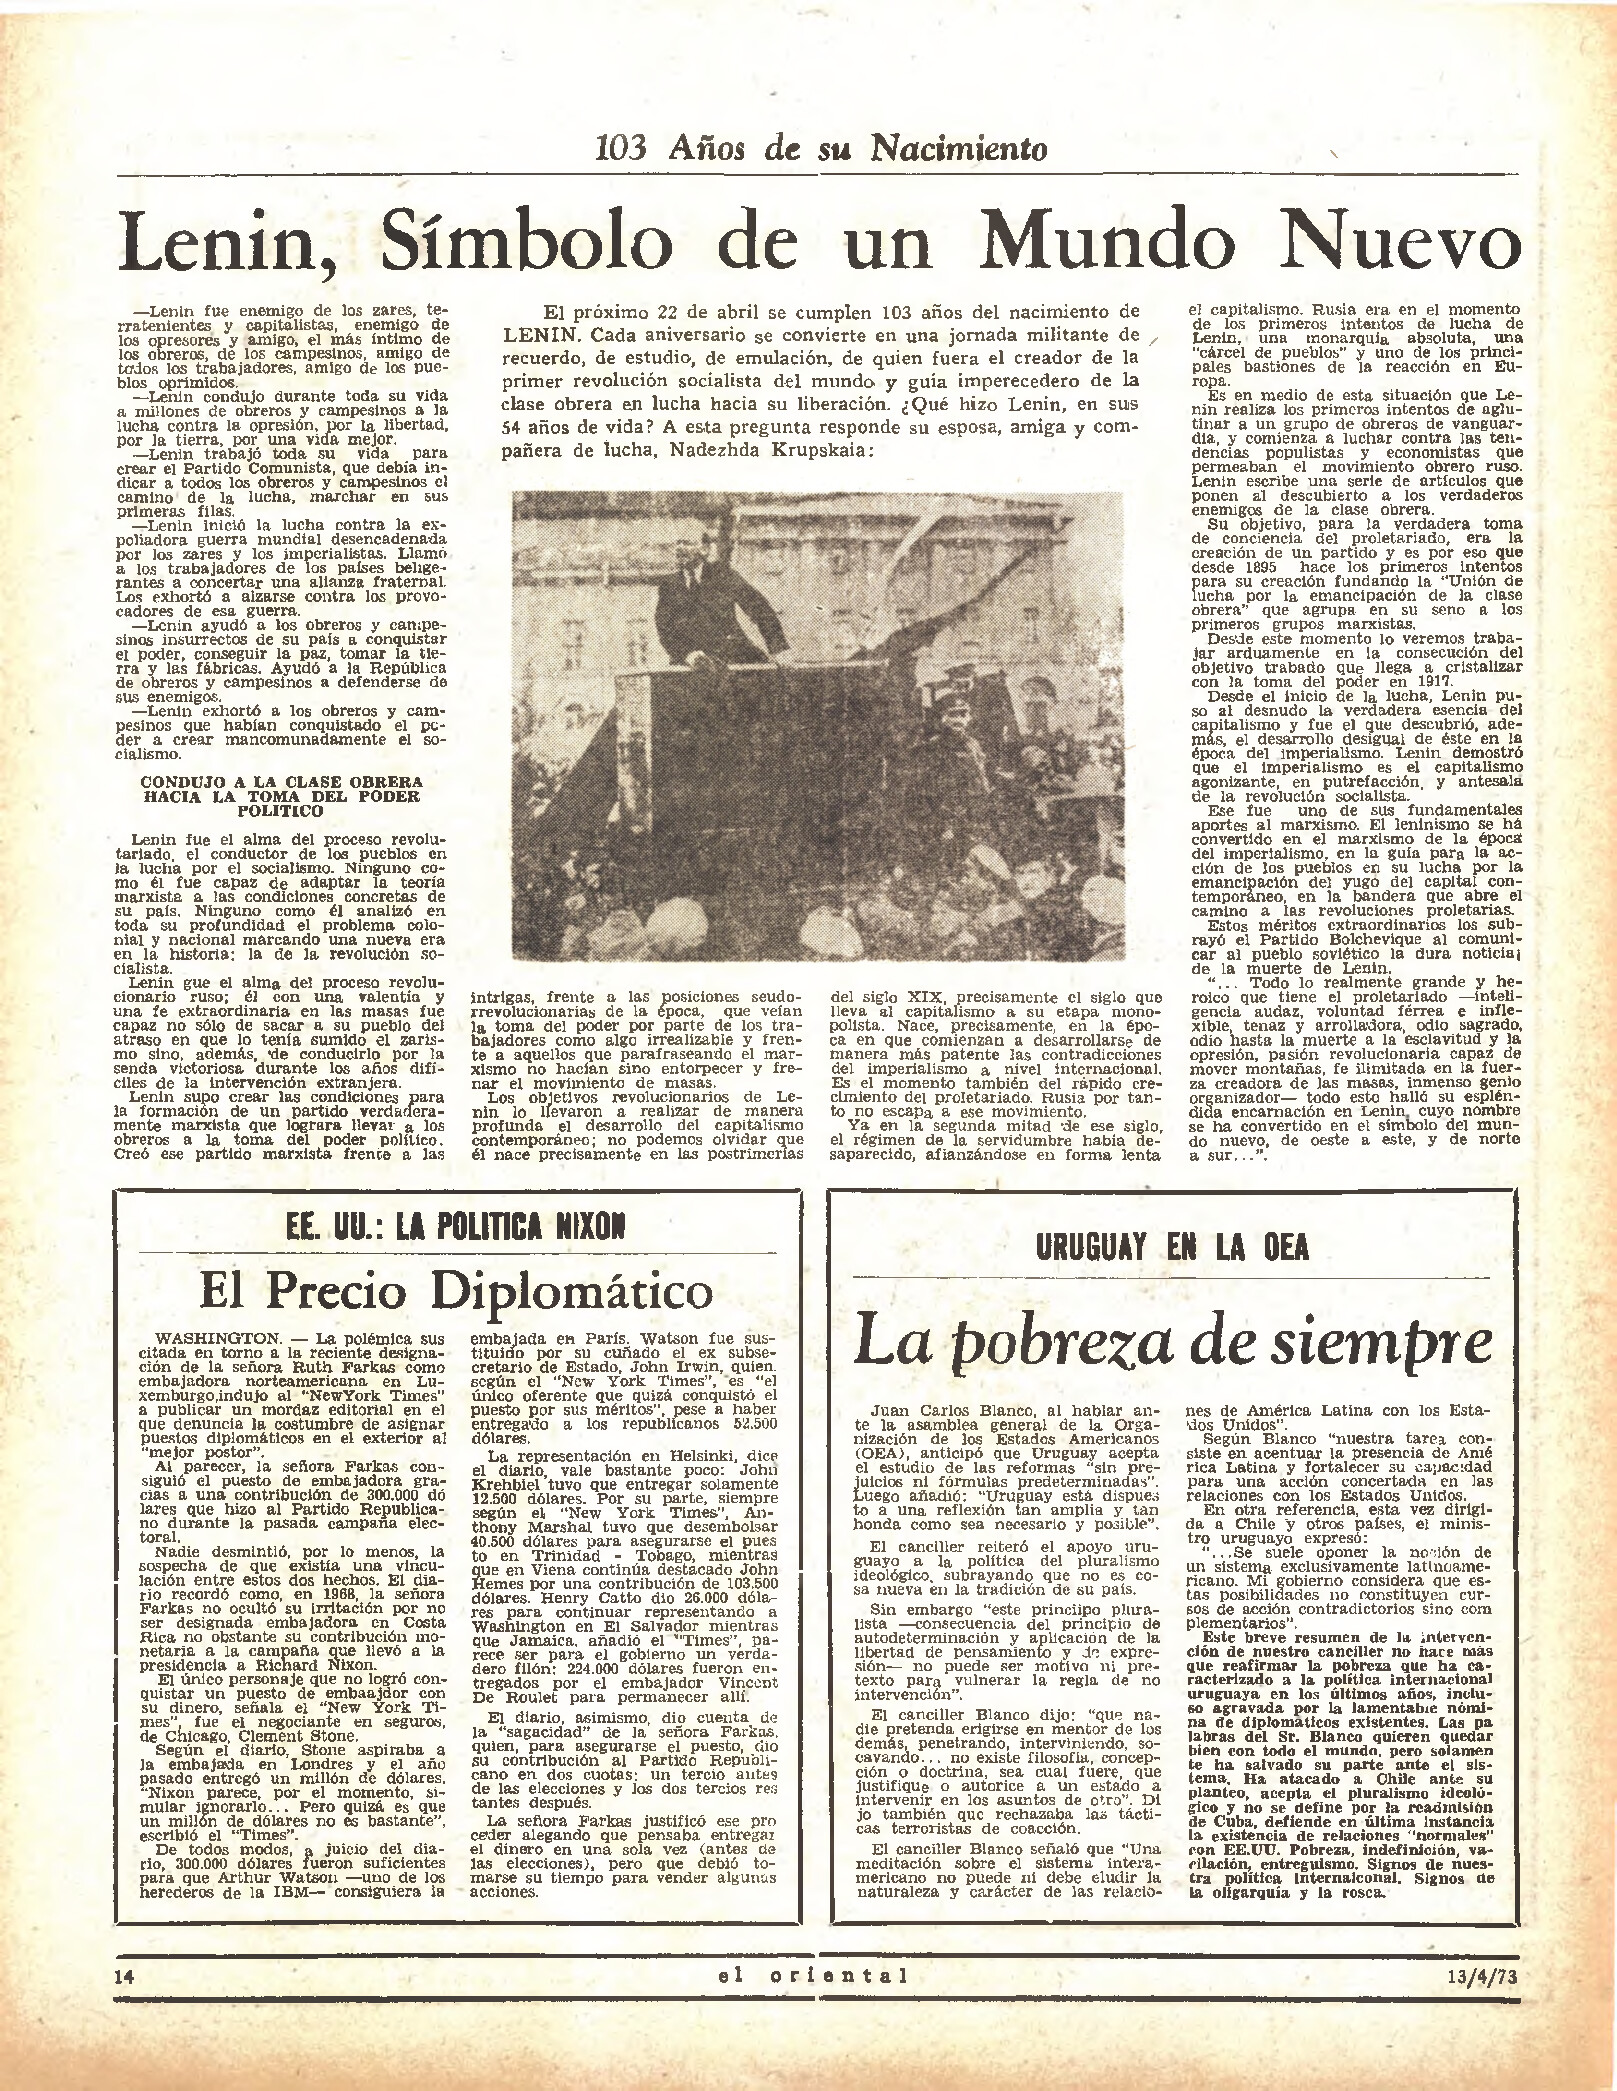 103 Años de su Nacimiento
Lenin, Símbolo de un Mundo Nuevo
—Lenin fue enemigo de los zares, te-
rratenientes y capitalistas, enemigo de
los opresores y amigo, el más íntimo de
los obreros, de los campesinos, amigo de
todos los trabajadores, amigo de los pue-
blos oprimidos.
—Lenin condujo durante toda su vida
a millones de obreros y campesinos a la
lucha contra la opresión, por la libertad,
por la tierra, por una vida mejor.
—Lenin trabajó toda su vida para
crear el Partido Comunista, que debía in-
dicar a todos los obreros y campesinos el
camino de la lucha, marchar en sus
primeras filas.
—Lenin inició la lucha contra la ex-
poliadora guerra mundial desencadenada
por los zares y los imperialistas. Llamó
a los trabajadores de los países belige-
rantes a concertar una alianza fraternal.
Los exhortó a alzarse contra los provo-
cadores de esa guerra.
—Lenin ayudó a los obreros y campe-
sinos insurrectos de su país a conquistar
el poder, conseguir la paz, tomar la tie-
rra y las fábricas. Ayudó a la República
de obreros y campesinos a defenderse de
sus enemigos.
—Lenin exhortó a los obreros y cam-
pesinos que habían conquistado el po-
der a crear mancomunadamente el so-
cialismo.
CONDUJO A LA CLASE OBRERA
HACIA LA TOMA DEL PODER
POLITICO
Lenin fue el alma del proceso revolu-
tariado, el conductor de los pueblos en
la lucha por el socialismo. Ninguno co-
mo él fue capaz de adaptar la teoría
marxista a las condiciones concretas de
su país. Ninguno como él analizó en
toda su profundidad el problema colo-
nial y nacional marcando una nueva era
en la historia: la de la revolución so-
cialista.
Lenin gue el alma del proceso revolu-
cionario ruso; él con una valentía y
una fe extraordinaria en las masas fue
capaz no sólo de sacar a su pueblo del
atraso en que lo tenía sumido el zaris-
mo sino, además, de conducirlo por la
senda victoriosa durante los años difí-
ciles de la intervención extranjera.
Lenin supo crear las condiciones para
la formación de un partido verdadera-
mente marxista que lograra llevar a los
obreros a la toma del poder político.
Creó ese partido marxista frente a las
El próximo 22 de abril se cumplen 103 años del nacimiento de
LENIN. Cada aniversario se convierte en una jornada militante de
recuerdo, de estudio, de emulación, de quien fuera el creador de la
primer revolución socialista del mundo y guía imperecedero de la
clase obrera en lucha hacia su liberación. ¿Qué hizo Lenin, en sus
54 años de vida? A esta pregunta responde su esposa, amiga y com-
pañera de lucha, Nadezhda Krupskaia:
intrigas, frente a las posiciones seudo-
rrevolucionarias de la época, que veían
la toma del poder por parte de los tra-
bajadores como algo irrealizable y fren-
te a aquellos que parafraseando el mar-
xismo no hacían sino entorpecer y fre-
nar el movimiento de masas.
Los objetivos revolucionarios de Le-
nin lo llevaron a realizar de manera
profunda el desarrollo del capitalismo
contemporáneo; no podemos olvidar que
él nace precisamente en las postrimerías
del siglo XIX, precisamente el siglo que
lleva al capitalismo a su etapa mono-
polista. Nace, precisamente, en la épo-
ca en que comienzan a desarrollarse de
manera más patente las contradicciones
del imperialismo a nivel internacional.
Es el momento también del rápido cre-
cimiento del proletariado. Rusia por tan-
to no escapa a ese movimiento.
Ya en la segunda mitad de ese siglo,
el régimen de la servidumbre había de-
saparecido, afianzándose en forma lenta
el capitalismo. Rusia era en el momento
de los primeros intentos de lucha de
Lenin, una monarquía absoluta, una
"cárcel de pueblos" y uno de los princi-
pales bastiones de la reacción en Eu-
ropa.
Es en medio de esta situación que Le-
nin realiza los primeros intentos de aglu-
tinar a un grupo de obreros de vanguar-
dia, y comienza a luchar contra las ten-
dencias populistas y economistas que
permeaban el movimiento obrero ruso.
Lenin escribe una serie de artículos que
ponen al descubierto a los verdaderos
enemigos de la clase obrera.
Su objetivo, para la verdadera toma
de conciencia del proletariado, era la
creación de un partido y es por eso que
desde 1895 hace los primeros intentos
para su creación fundando la "Unión de
lucha por la emancipación de la clase
obrera" que agrupa en su seno a los
primeros grupos marxistas.
Desde este momento lo veremos traba-
jar arduamente en la consecución del
objetivo trabado que llega a cristalizar
con la toma del poder en 1917.
Desde el inicio de la lucha, Lenin pu-
so al desnudo la verdadera esencia del
capitalismo y fue el que descubrió, ade-
más, el desarrollo desigual de éste en la
época del imperialismo. Lenin demostró
que el imperialismo es el capitalismo
agonizante, en putrefacción, y antesala
de la revolución socialista.
Ese fue uno de sus fundamentales
aportes al marxismo. El leninismo se há
convertido en el marxismo de la época
del imperialismo, en la guía para la ac-
ción de los pueblos en su lucha por la
emancipación del yugo del capital con-
temporáneo, en la bandera que abre el
camino a las revoluciones proletarias.
Estos méritos extraordinarios los sub-
rayó el Partido Bolchevique al comuni-
car al pueblo soviético la dura noticia
de la muerte de Lenin.
"... Todo lo realmente grande y he-
roico que tiene el proletariado —inteli-
gencia audaz, voluntad férrea e infle-
xible, tenaz y arrolladora, odio sagrado,
odio hasta la muerte a la esclavitud y la
opresión, pasión revolucionaria capaz de
mover montañas, fe ilimitada en la fuer-
za creadora de las masas, inmenso genio
organizador— todo esto halló su esplén-
dida encarnación en Lenin, cuyo nombre
se ha convertido en el símbolo del mun-
do nuevo, de oeste a este, y de norte
a sur...".
EE. UU.: LA POLITICA NIXON
El Precio Diplomático
WASHINGTON. — La polémica sus
citada en torno a la reciente designa-
ción de la señora Ruth Farkas como
embajadora norteamericana en Lu-
xemburgo,indujo al "NewYork Times"
a publicar un mordaz editorial en el
que denuncia la costumbre de asignar
puestos diplomáticos en el exterior al
"mejor postor".
Al parecer, la señora Farkas con-
siguió el puesto de embajadora gra-
cias a una contribución de 300.000 dó
lares que hizo al Partido Republica-
no durante la pasada campaña elec-
toral.
Nadie desmintió, por lo menos, la
sospecha de que existía una vincu-
lación entre estos dos hechos. El dia-
rio recordó como, en 1968, la señora
Farkas no ocultó su irritación por no
ser designada embajadora en Costa
Rica no obstante su contribución mo-
netaria a la campaña que llevó a la
presidencia a Richard Nixon.
El único personaje que no logró con-
quistar un puesto de embaajdor con
su dinero, señala el "New York Ti-
mes", fue el negociante en seguros,
de Chicago, Clement Stone.
Según el diario, Stone aspiraba a
la embajada en Londres y el año
pasado entregó un millón de dólares.
"Nixon parece, por el momento, si-
mular ignorarlo... Pero quizá es que
un millón de dólares no es bastante",
escribió el "Times".
De todos modos, a juicio del dia-
rio, 300.000 dólares fueron suficientes
para que Arthur Watson —uno de los
herederos de la IBM— consiguiera la
embajada en París. Watson fue sus-
tituido por su cuñado el ex subse-
cretario de Estado, John Irwin, quien.
según el "New York Times", es "el
único oferente que quizá conquistó el
puesto por sus méritos", pese a haber
entregado a los republicanos 52.500
dólares.
La representación en Helsinki, dice
el diario, vale bastante poco: John
Krehbiel tuvo que entregar solamente
12.500 dólares. Por su parte, siempre
según el "New York Times", An-
thony Marshal tuvo que desembolsar
40.500 dólares para asegurarse el pues
to en Trinidad - Tobago, mientras
que en Viena continúa destacado John
Hemes por una contribución de 103.500
dólares. Henry Catto dio 26.000 dóla-
res para continuar representando a
Washington en El Salvador mientras
que Jamaica, añadió el "Times", pa-
rece ser para el gobierno un verda-
dero filón: 224.000 dólares fueron en-
tregados por el embajador Vincent
De Roulet para permanecer allí.
El diario, asimismo, dio cuenta de
la "sagacidad" de la señora Farkas.
quien, para asegurarse el puesto, dio
su contribución al Partido Republi-
cano en dos cuotas: un tercio antes
de las elecciones y los dos tercios res
tantes después.
La señora Farkas justificó ese pro
ceder alegando que pensaba entregar
el dinero en una sola vez (antes de
las elecciones), pero que debió to-
marse su tiempo para vender algunas
acciones.
URUGUAY EN LA OEA
La pobreza de siempre
Juan Carlos Blanco, al hablar an-
te la asamblea general de la Orga-
nización de los Estados Americanos
(OEA), anticipó que Uruguay acepta
el estudio de las reformas "sin pre-
juicios ni fórmulas predeterminadas".
Luego añadió: "Uruguay está dispues
to a una reflexión tan amplia y tan
honda como sea necesario y posible".
El canciller reiteró el apoyo uru-
guayo a la política del pluralismo
ideológico, subrayando que no es co-
sa nueva en la tradición de su país.
Sin embargo "este princiipo plura-
lista —consecuencia del principio de
autodeterminación y aplicación de la
libertad de pensamiento y de expre-
sión— no puede ser motivo ni pre-
texto para vulnerar la regla de no
intervención".
El canciller Blanco dijo: "que na-
die pretenda erigirse en mentor de los
demás, penetrando, interviniendo, so-
cavando... no existe filosofía, concep-
ción o doctrina, sea cual fuere, que
justifique o autorice a un estado a
intervenir en los asuntos de otro". Di
jo también que rechazaba las tácti-
cas terroristas de coacción.
El canciller Blanco señaló que "Una
meditación sobre el sistema intera-
mericano no puede ni debe eludir la
naturaleza y carácter de las relacio-
nes de América Latina con los Esta-
dos Unidos".
Según Blanco "nuestra tarea con-
siste en acentuar la presencia de Amé
rica Latina y fortalecer su capacidad
para una acción concertada en las
relaciones con los Estados Unidos.
En otra referencia, esta vez dirigi-
da a Chile y otros países, el minis-
tro uruguayo expresó:
"...Se suele oponer la noción de
un sistema exclusivamente latinoame-
ricano. Mi gobierno considera que es-
tas posibilidades no constituyen cur-
sos de acción contradictorios sino com
plementarios".
Este breve resumen de la interven-
ción de nuestro canciller no hace más
que reafirmar la pobreza que ha ca-
racterizado a la política internacional
uruguaya en los últimos años, inclu-
so agravada por la lamentable nómi-
na de diplomáticos existentes. Las pa
labras del Sr. Blanco quieren quedar
bien con todo el mundo, pero solamen
te ha salvado su parte ante el sis-
tema. Ha atacado a Chile ante su
planteo, acepta el pluralismo ideoló-
gico y no se define por la readmisión
de Cuba, defiende en última instancia
la existencia de relaciones "normales"
con EE.UU. Pobreza, indefinición, va-
cilación, entreguismo. Signos de nues-
tra política internalconal. Signos de
la oligarquía y la rosca.
14
el oriental
13/4/73